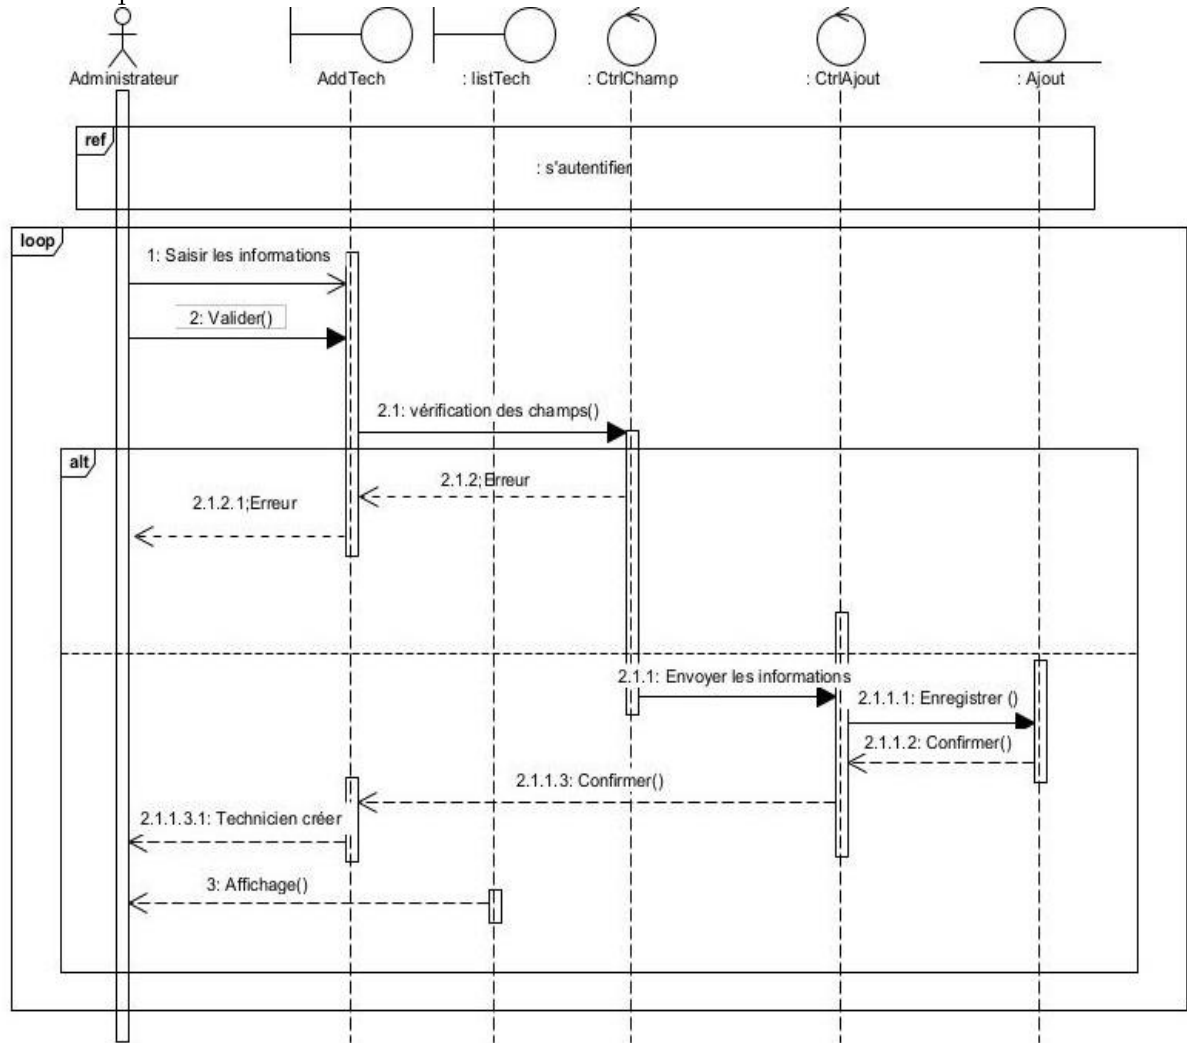 Administrateur
AddTech
: listTech
: CtrlChamp
: CtrlAjout
: Ajout
ref
: s'autentifier
loop
1: Saisir les informations
2: Valider()
2.1: vérification des champs()
alt
2.1.2;Erreur
2.1.2.1;Erreur
2.1.1: Envoyer les informations
2.1.1.1: Enregistrer ()
2.1.1.2: Confirmer()
2.1.1.3: Confirmer()
2.1.1.3.1: Technicien créer
3: Affichage()